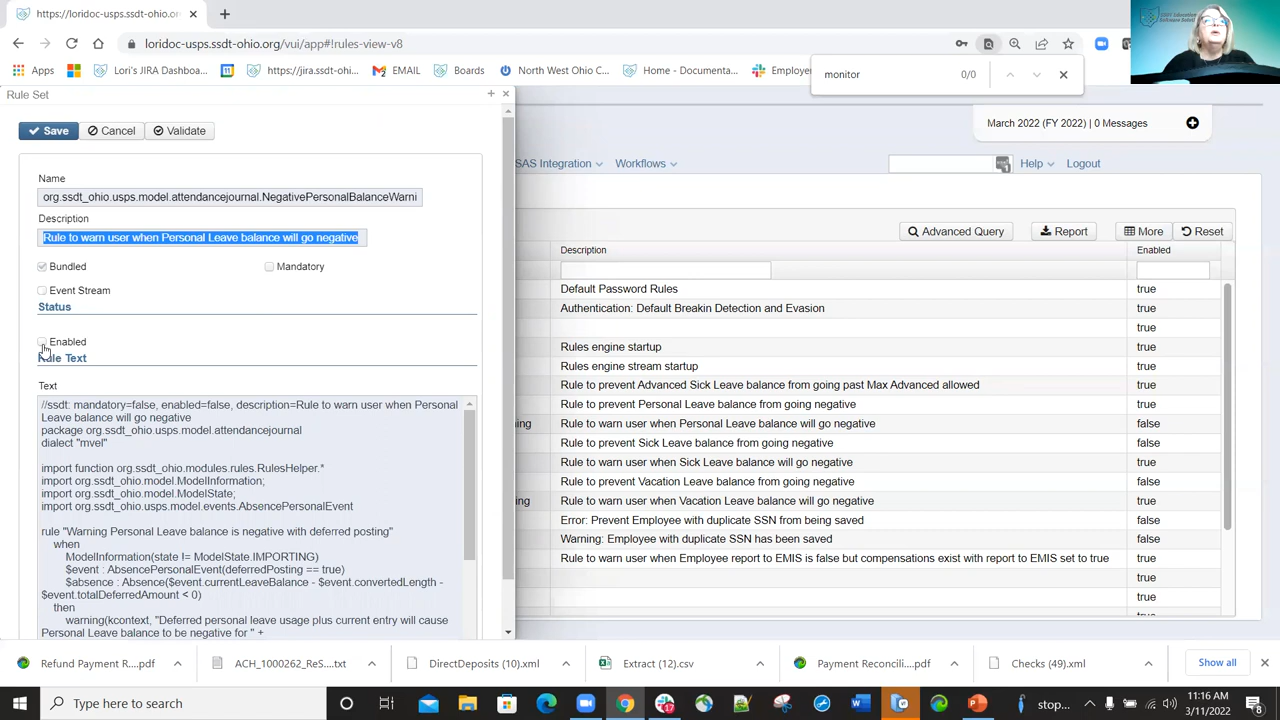 https://loridoc-usps.ssdt-ohio.or
loridoc-usps.ssdt-ohio.org/vui/app#!rules-view-v8
Apps
Lori's JIRA Dashboa...
https://jira.ssdt-ohi...
EMAIL
Boards
North West Ohio C...
Home - Documenta...
Employe
monitor
0/0
Rule Set
Save
Cancel
Validate
Name
org.ssdt_ohio.usps.model.attendancejournal.NegativePersonalBalanceWarni
Description
Rule to warn user when Personal Leave balance will go negative
Bundled
Mandatory
Event Stream
Status
Enabled
Rule Text
Text
//ssdt: mandatory=false, enabled=false, description=Rule to warn user when Personal
Leave balance will go negative
package org.ssdt_ohio.usps.model.attendancejournal
dialect "mvel"
import function org.ssdt_ohio.modules.rules.RulesHelper.*
import org.ssdt_ohio.model.ModelInformation;
import org.ssdt_ohio.model.ModelState;
import org.ssdt_ohio.usps.model.events.AbsencePersonalEvent
rule "Warning Personal Leave balance is negative with deferred posting"
when
ModelInformation(state != ModelState.IMPORTING)
$event : AbsencePersonalEvent(deferredPosting == true)
$absence : Absence($event.currentLeaveBalance - $event.convertedLength -
$event.totalDeferredAmount < 0)
then
warning(kcontext, "Deferred personal leave usage plus current entry will cause
Personal Leave balance to be negative for " +
March 2022 (FY 2022) | 0 Messages
SAS Integration
Workflows
Help
Logout
Advanced Query
Report
More
Reset
Description
Enabled
Default Password Rules
true
Authentication: Default Breakin Detection and Evasion
true
true
Rules engine startup
true
Rules engine stream startup
true
Rule to prevent Advanced Sick Leave balance from going past Max Advanced allowed
true
Rule to prevent Personal Leave balance from going negative
true
ning
Rule to warn user when Personal Leave balance will go negative
false
Rule to prevent Sick Leave balance from going negative
true
Rule to warn user when Sick Leave balance will go negative
true
Rule to prevent Vacation Leave balance from going negative
false
ing
Rule to warn user when Vacation Leave balance will go negative
true
Error: Prevent Employee with duplicate SSN from being saved
false
Warning: Employee with duplicate SSN has been saved
false
Rule to warn user when Employee report to EMIS is false but compensations exist with report to EMIS set to true
true
true
true
true
Refund Payment R....pdf
ACH_1000262_ReS....txt
DirectDeposits (10).xml
Extract (12).csv
Payment Reconcili....pdf
Checks (49).xml
Show all
Type here to search
17
stop...
11:16 AM
3/11/2022
8